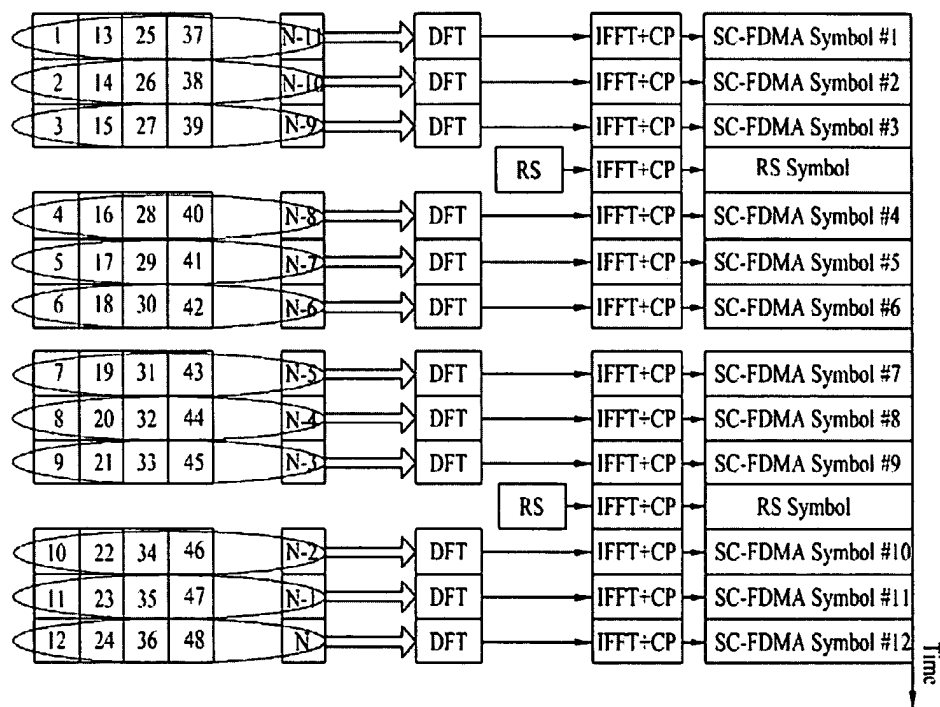 1 13 25 37 N-11 DFT IFFT÷CP SC-FDMA Symbol #1
2 14 26 38 N-10 DFT IFFT÷CP SC-FDMA Symbol #2
3 15 27 39 N-9 DFT IFFT÷CP SC-FDMA Symbol #3
RS IFFT÷CP RS Symbol
4 16 28 40 N-8 DFT IFFT÷CP SC-FDMA Symbol #4
5 17 29 41 N-7 DFT IFFT÷CP SC-FDMA Symbol #5
6 18 30 42 N-6 DFT IFFT÷CP SC-FDMA Symbol #6
7 19 31 43 N-5 DFT IFFT÷CP SC-FDMA Symbol #7
8 20 32 44 N-4 DFT IFFT÷CP SC-FDMA Symbol #8
9 21 33 45 N-3 DFT IFFT÷CP SC-FDMA Symbol #9
RS IFFT÷CP RS Symbol
10 22 34 46 N-2 DFT IFFT÷CP SC-FDMA Symbol #10
11 23 35 47 N-1 DFT IFFT÷CP SC-FDMA Symbol #11
12 24 36 48 N DFT IFFT÷CP SC-FDMA Symbol #12
Time